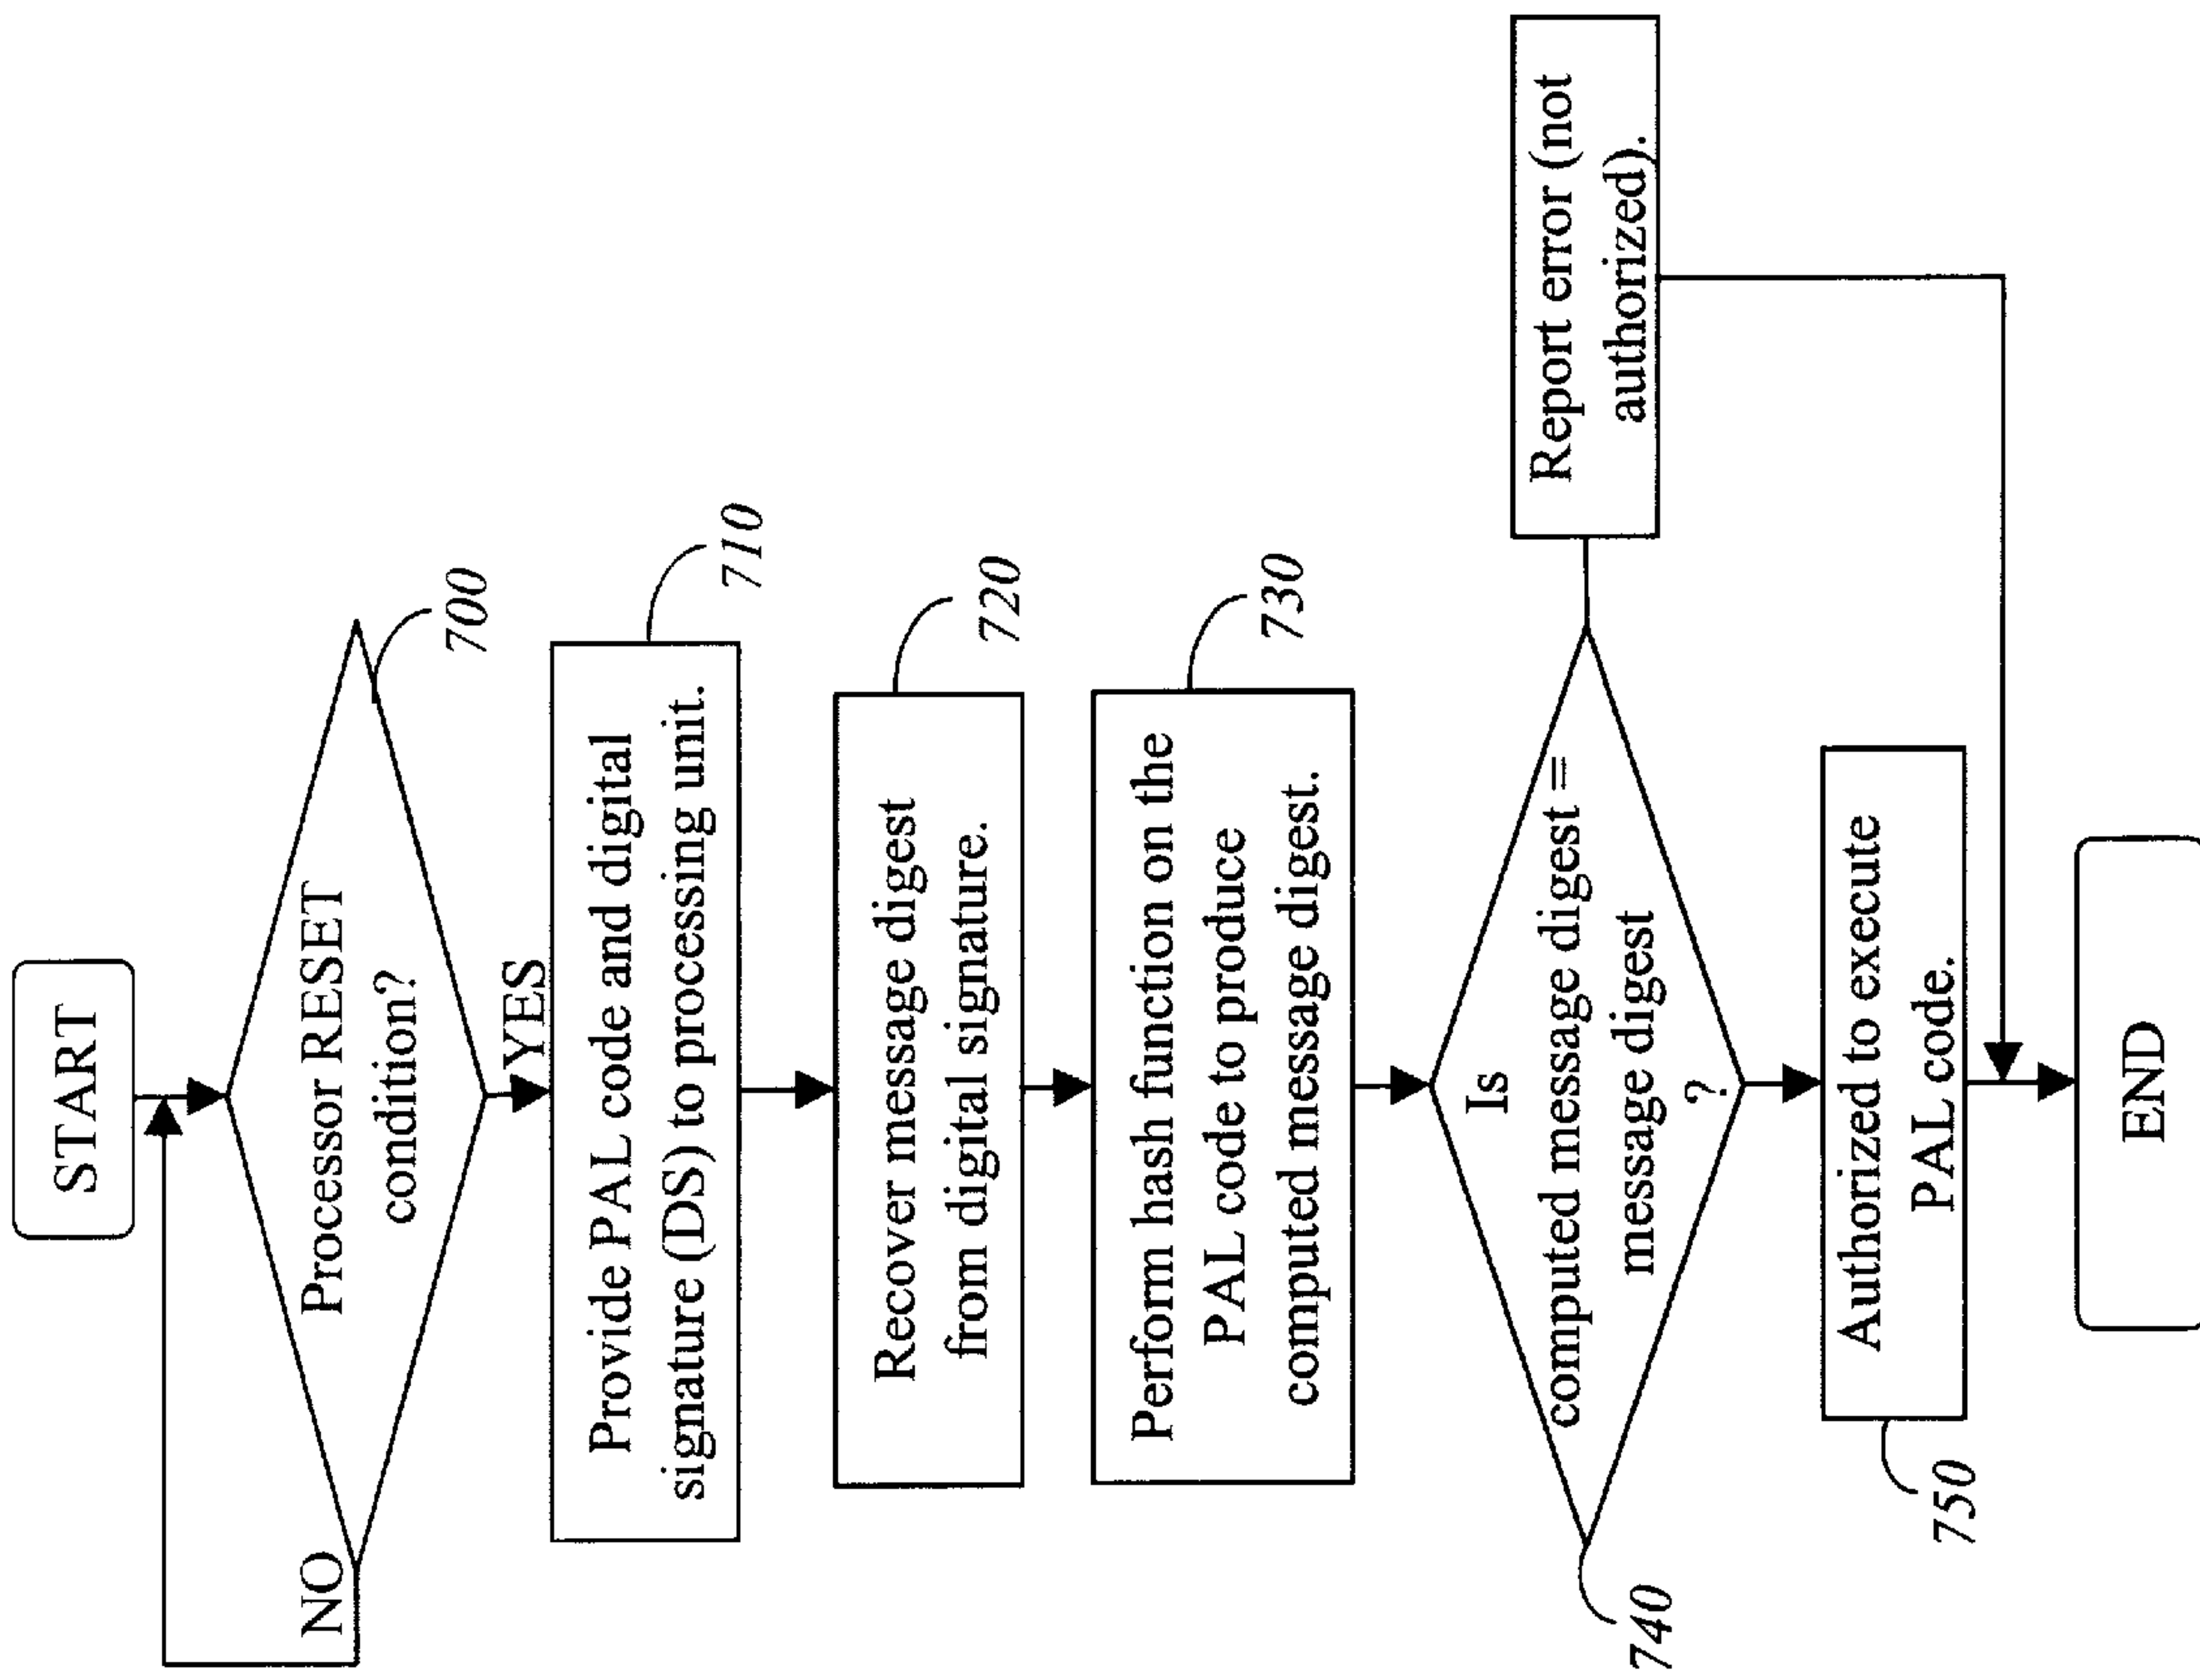 START
Processor RESET
condition?
700
NO
YES
Provide PAL code and digital
signature (DS) to processing unit.
710
Recover message digest
from digital signature.
720
Perform hash function on the
PAL code to produce
computed message digest.
730
Is
computed message digest =
message digest
?
740
Report error (not
authorized).
Authorized to execute
PAL code.
750
END